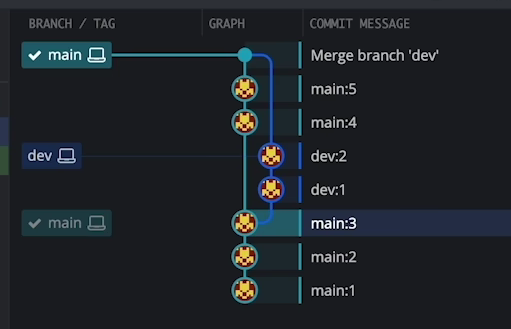 BRANCH / TAG GRAPH COMMIT MESSAGE
main Merge branch 'dev'
main:5
main:4
dev dev:2
dev:1
main main:3
main:2
main:1